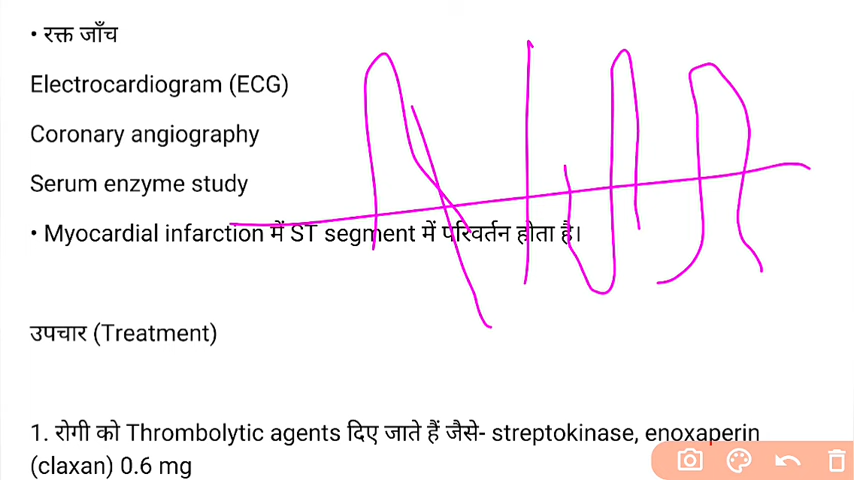 • रक्त जाँच
Electrocardiogram (ECG)
Coronary angiography
Serum enzyme study
• Myocardial infarction में ST segment में परिवर्तन होता है।
उपचार (Treatment)
1. रोगी को Thrombolytic agents दिए जाते हैं जैसे- streptokinase, enoxaperin
(claxan) 0.6 mg